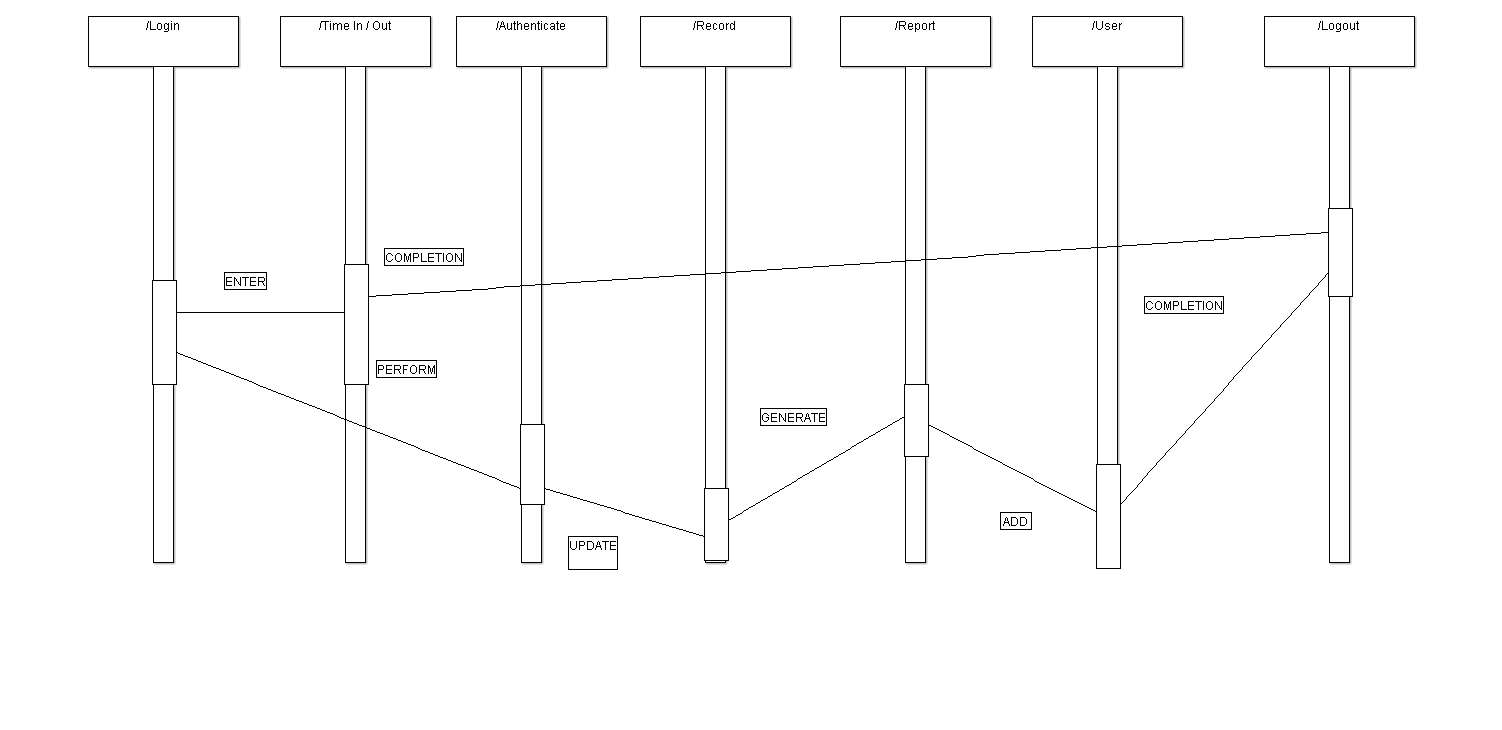 /Login
/Time In / Out
/Authenticate
/Record
/Report
/User
/Logout
COMPLETION
ENTER
COMPLETION
PERFORM
GENERATE
ADD
UPDATE